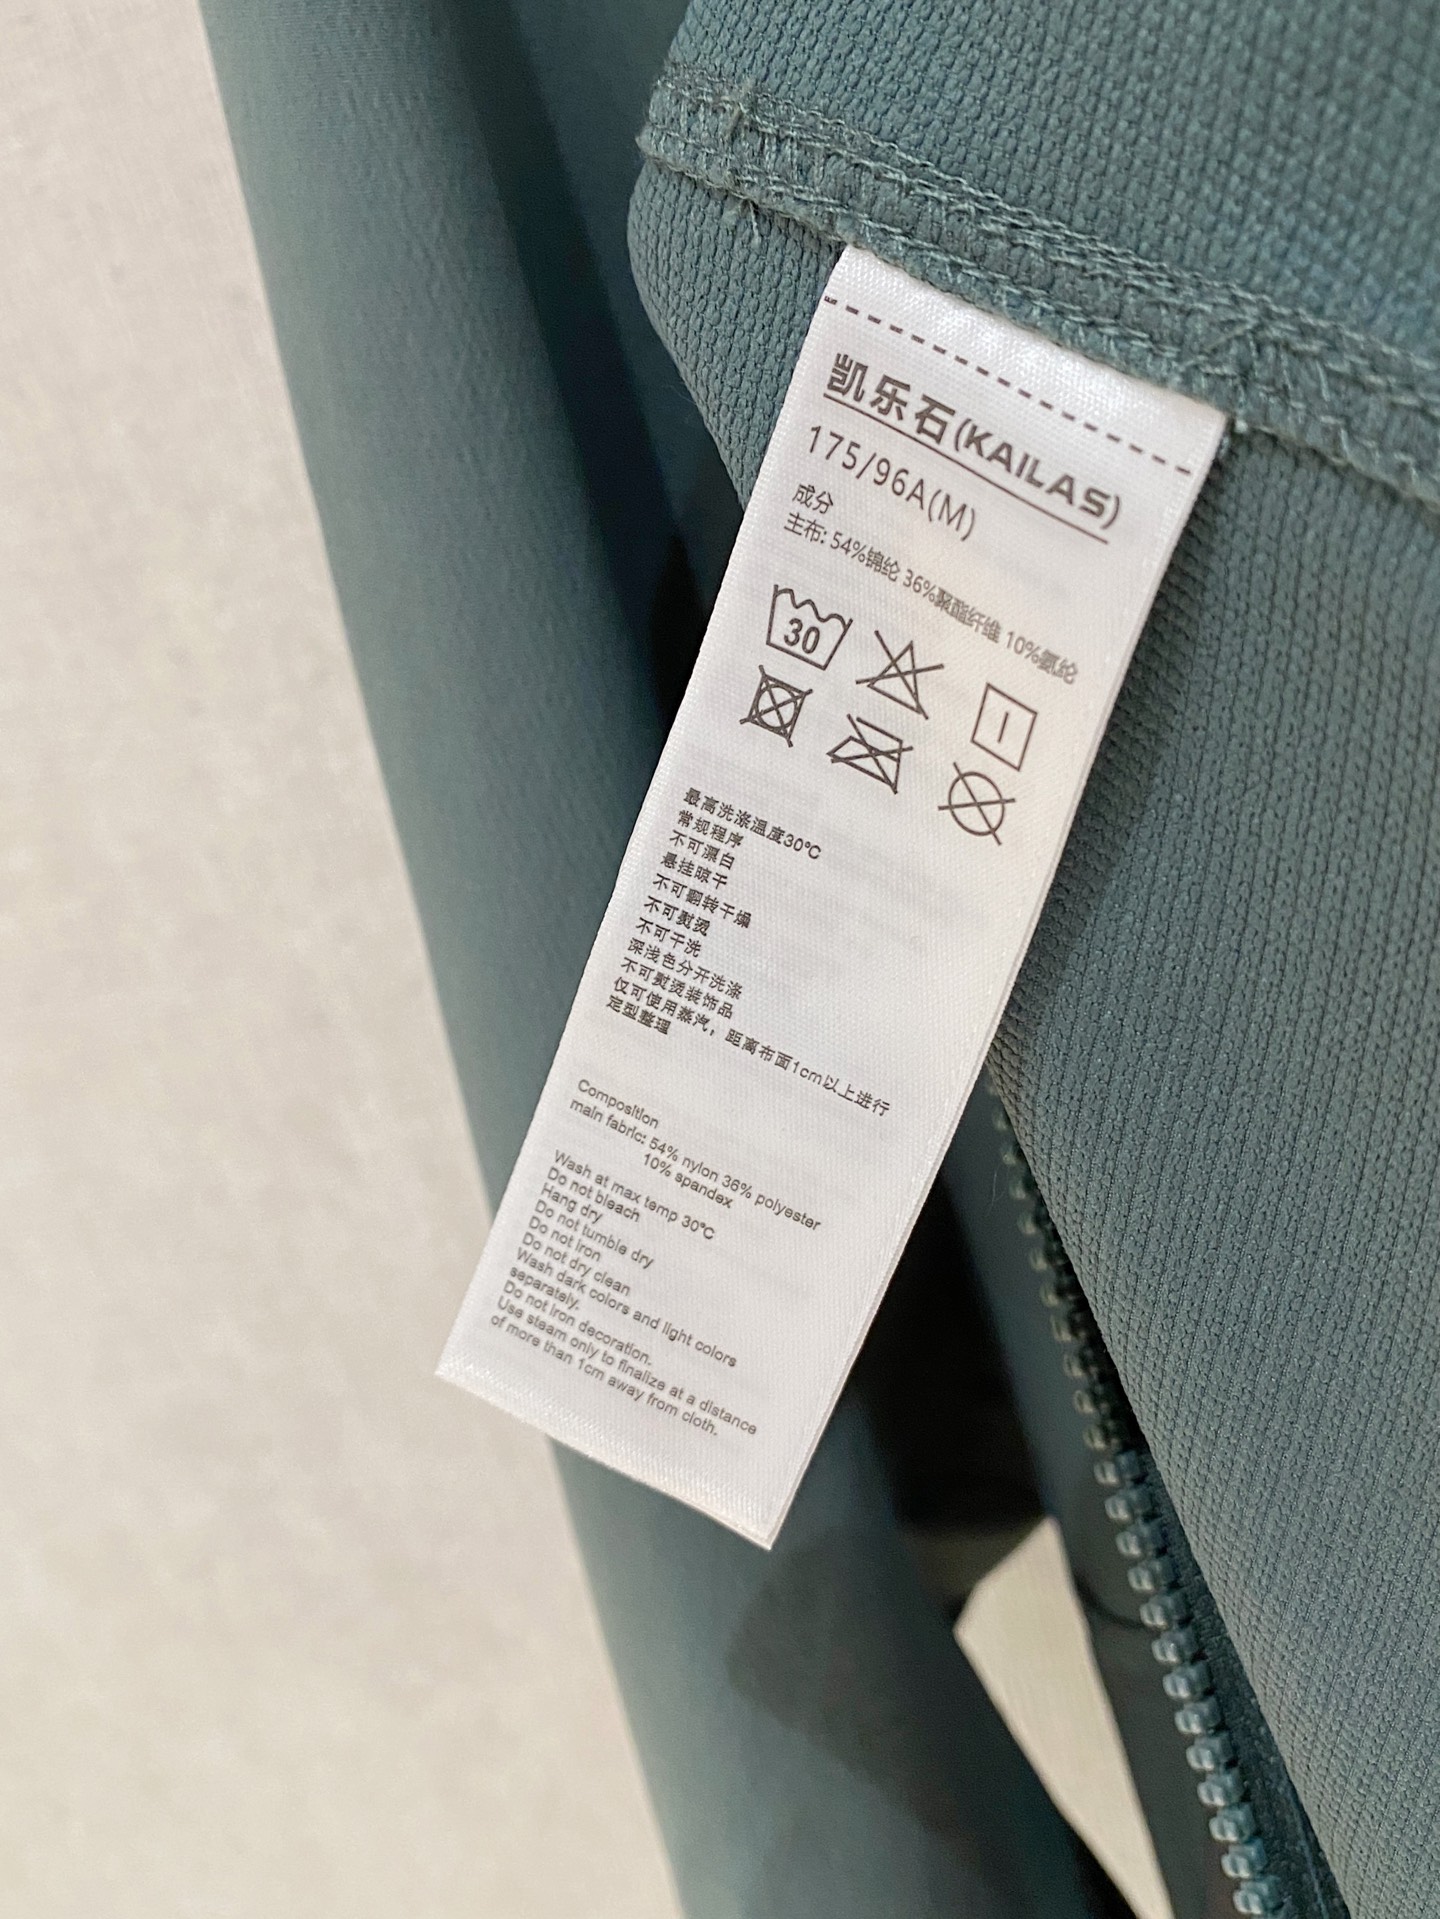 凯乐石(KAILAS)
175/96A(M)
成分
主布: 54%锦纶 36%聚酯纤维 10%氨纶
30
最高洗涤温度30℃
常规程序
不可漂白
悬挂晾干
不可翻转干燥
不可熨烫
不可干洗
深浅色分开洗涤
不可熨烫装饰品
仅可使用蒸汽，距离布面1cm以上进行
定型整理
Composition
main fabric: 54% nylon 36% polyester
10% spandex
Wash at max temp 30℃
Do not bleach
Hang dry
Do not tumble dry
Do not iron
Do not dry clean
Wash dark colors and light colors
separately.
Do not iron decoration.
Use steam only to finalize at a distance
of more than 1cm away from cloth.